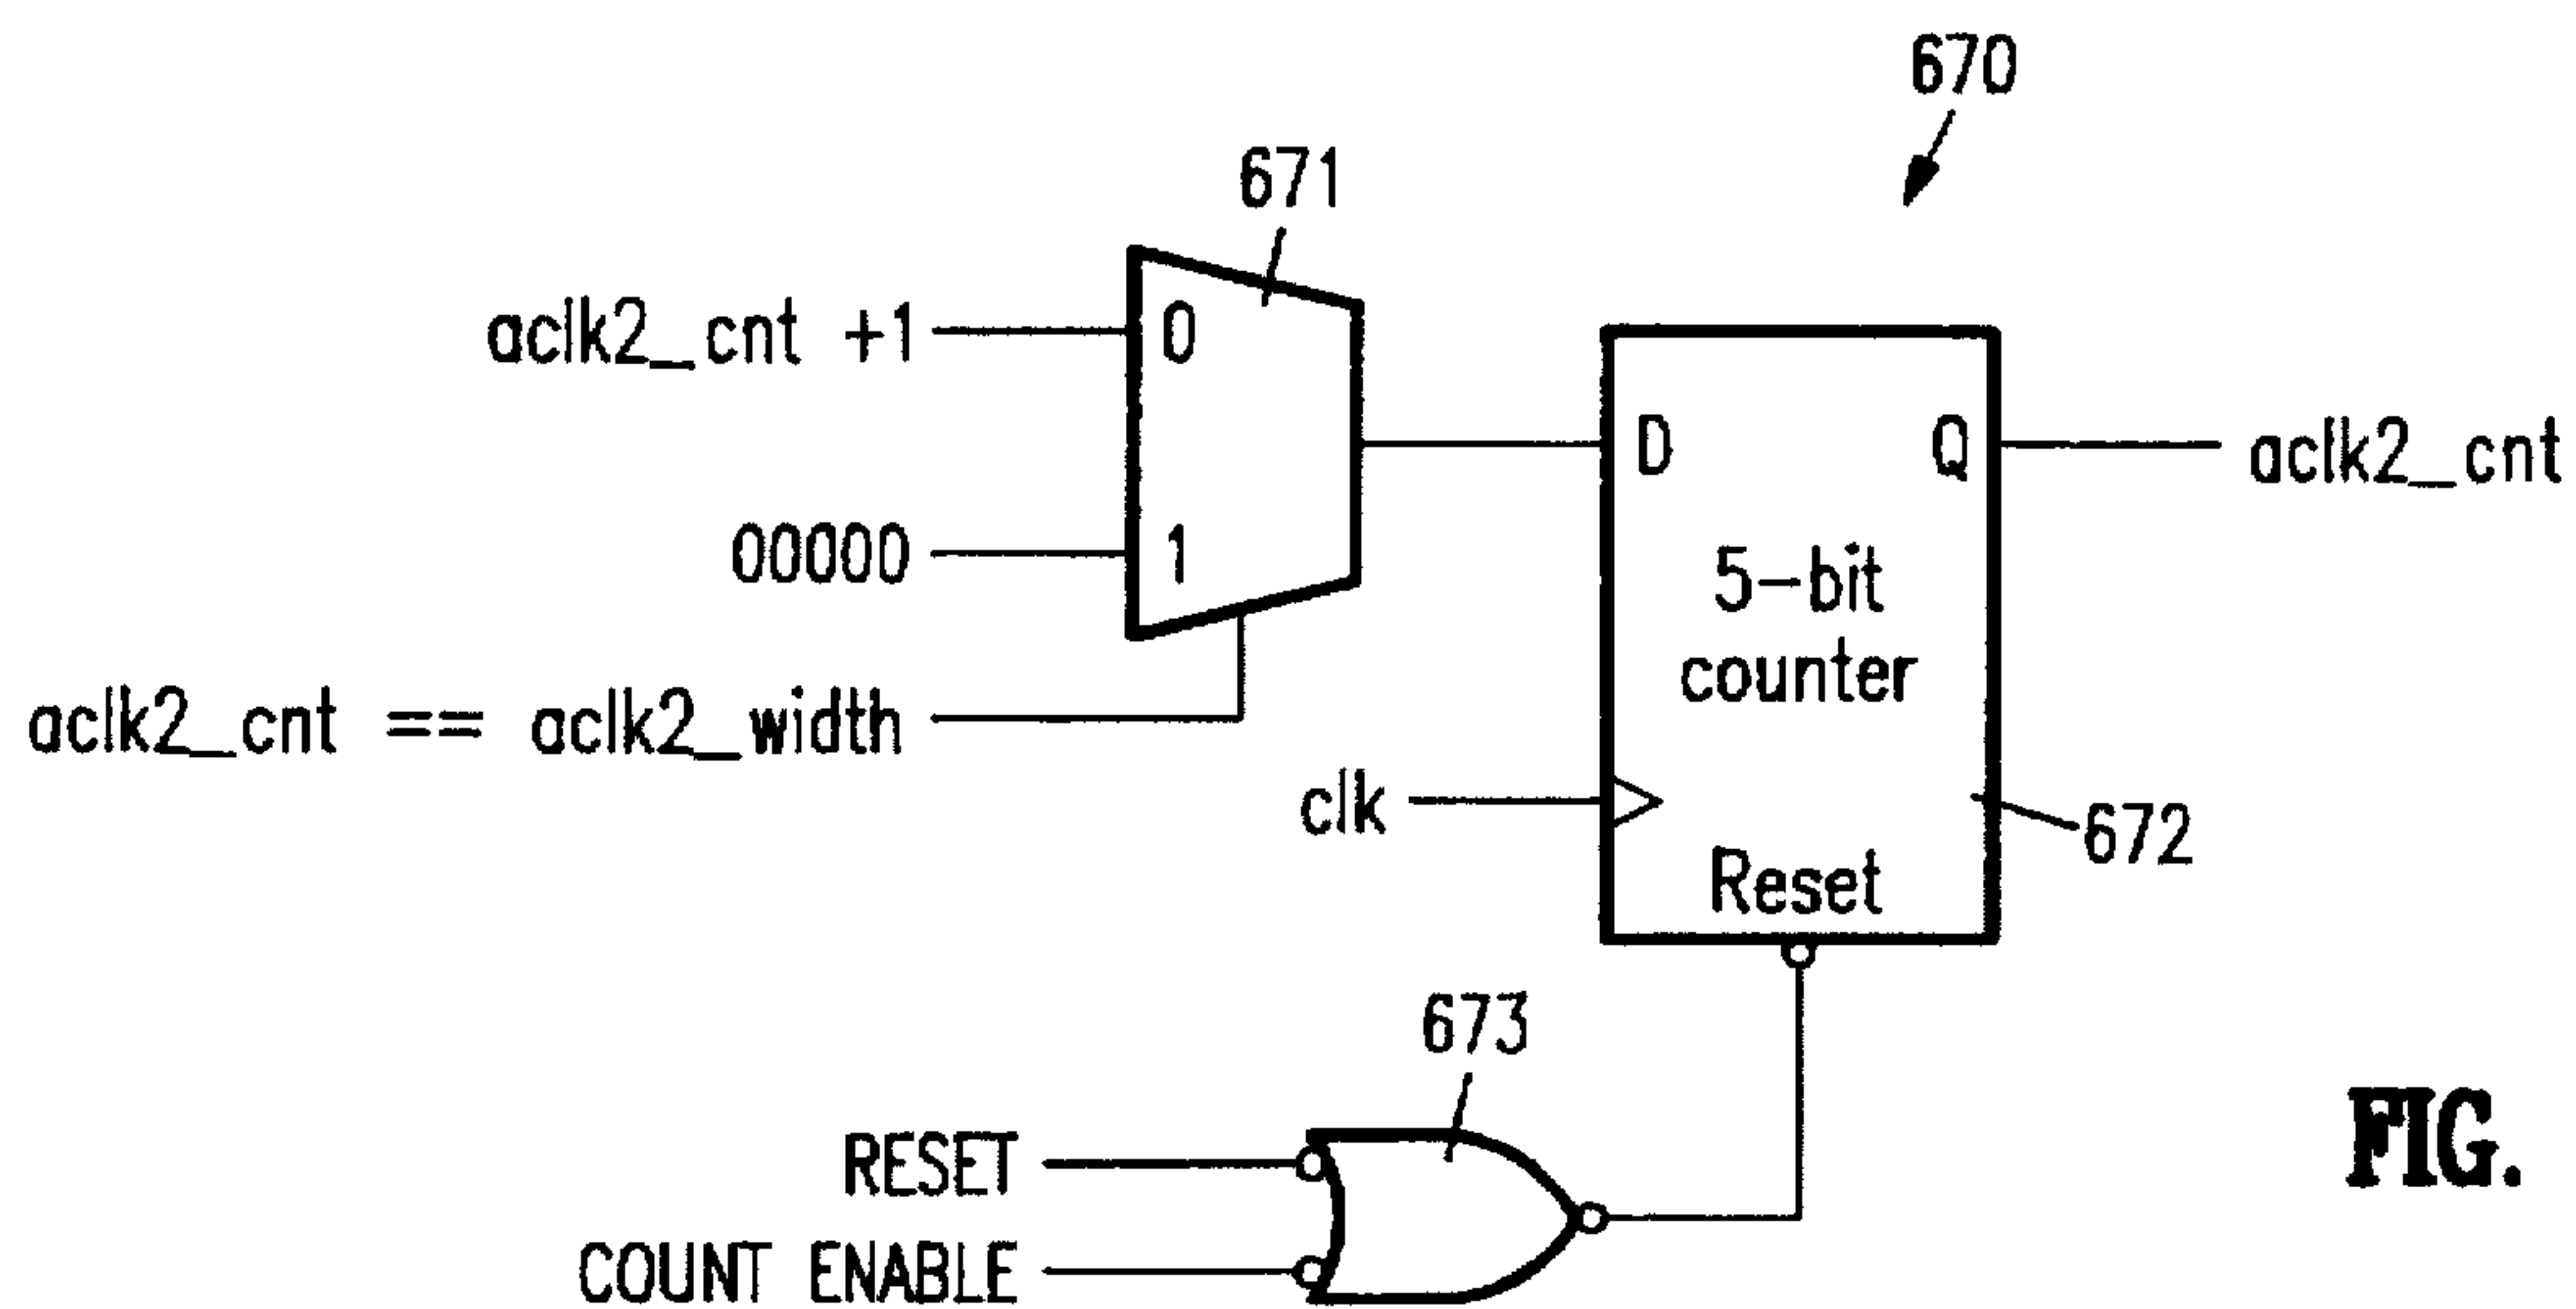 670
671
aclk2_cnt +1
0
D
Q
aclk2_cnt
00000
1
5-bit
counter
aclk2_cnt == aclk2_width
clk
672
Reset
673
RESET
COUNT ENABLE
FIG.